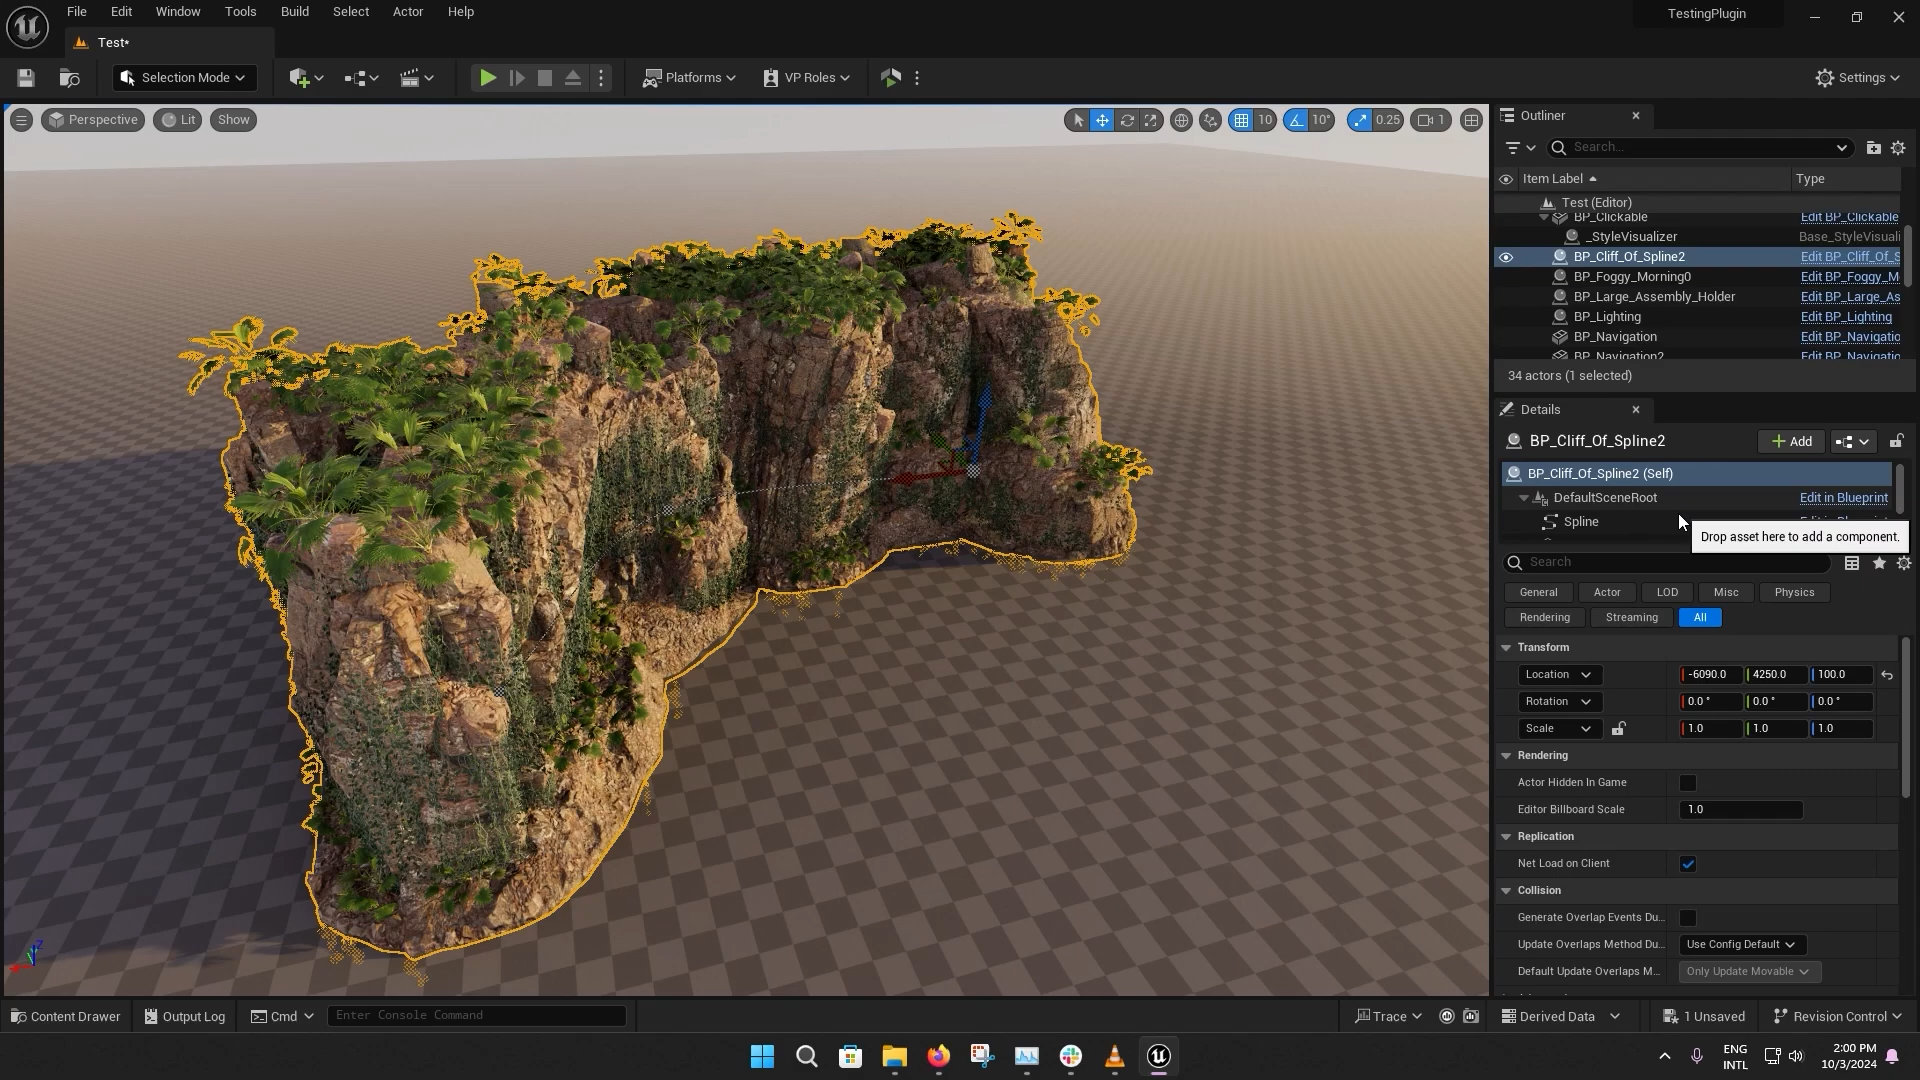 File Edit Window Tools Build Select Actor Help
TestingPlugin
Test*
Selection Mode
Platforms
VP Roles
Settings
Perspective Lit Show
10 10° 0.25 1
Outliner
Search...
Item Label Type
Test (Editor)
BP_Clickable Edit BP_Clickable
_StyleVisualizer Base_StyleVisuali
BP_Cliff_Of_Spline2 Edit BP_Cliff_Of_S
BP_Foggy_Morning0 Edit BP_Foggy_M
BP_Large_Assembly_Holder Edit BP_Large_As
BP_Lighting Edit BP_Lighting
BP_Navigation Edit BP_Navigatio
BP_Navigation2 Edit BP_Navigatio
34 actors (1 selected)
Details
BP_Cliff_Of_Spline2
Add
BP_Cliff_Of_Spline2 (Self)
DefaultSceneRoot Edit in Blueprint
Spline
Drop asset here to add a component.
Search
General Actor LOD Misc Physics
Rendering Streaming All
Transform
Location -6090.0 4250.0 100.0
Rotation 0.0 ° 0.0 ° 0.0 °
Scale 1.0 1.0 1.0
Rendering
Actor Hidden In Game
Editor Billboard Scale 1.0
Replication
Net Load on Client
Collision
Generate Overlap Events Du...
Update Overlaps Method Du... Use Config Default
Default Update Overlaps M... Only Update Movable
Content Drawer Output Log Cmd Enter Console Command Trace Derived Data 1 Unsaved Revision Control
ENG
INTL
2:00 PM
10/3/2024